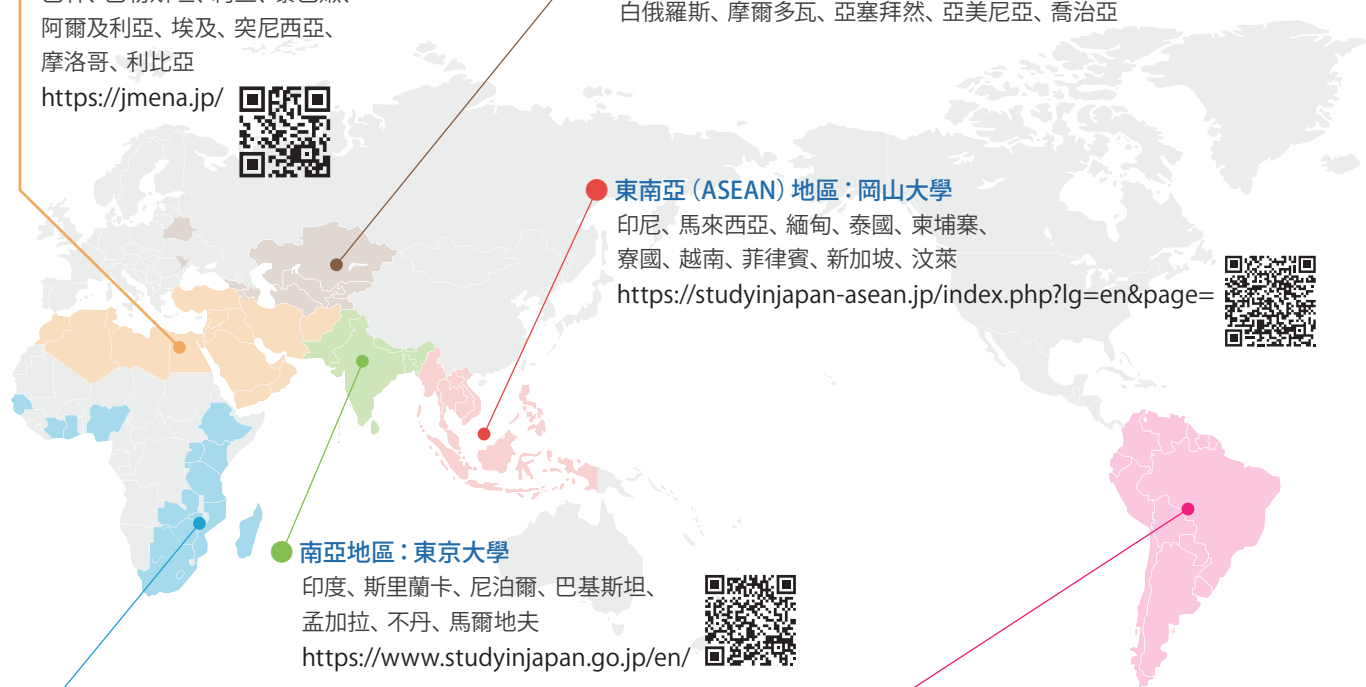 阿爾及利亞、埃及、突尼西亞、
摩洛哥、利比亞
https://jmena.jp/
白俄羅斯、摩爾多瓦、亞塞拜然、亞美尼亞、喬治亞
東南亞（ASEAN）地區：岡山大學
印尼、馬來西亞、緬甸、泰國、柬埔寨、
寮國、越南、菲律賓、新加坡、汶萊
https://studyinjapan-asean.jp/index.php?lg=en&page=
南亞地區：東京大學
印度、斯里蘭卡、尼泊爾、巴基斯坦、
孟加拉、不丹、馬爾地夫
https://www.studyinjapan.go.jp/en/